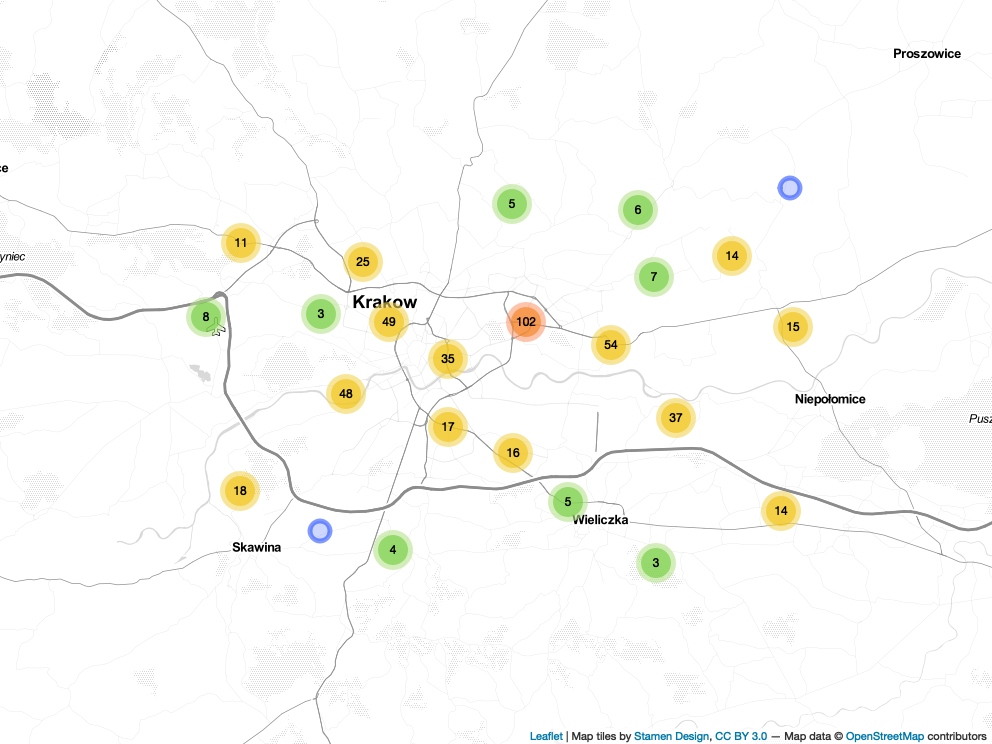 Proszowice
ce
5
6
11
14
yniec
25
7
Krakow
8
3
49
102
15
54
35
48
Niepołomice
37
17
16
18
5
14
Wieliczka
Skawina
4
3
Pusz
Leaflet | Map tiles by Stamen Design, CC BY 3.0 — Map data © OpenStreetMap contributors